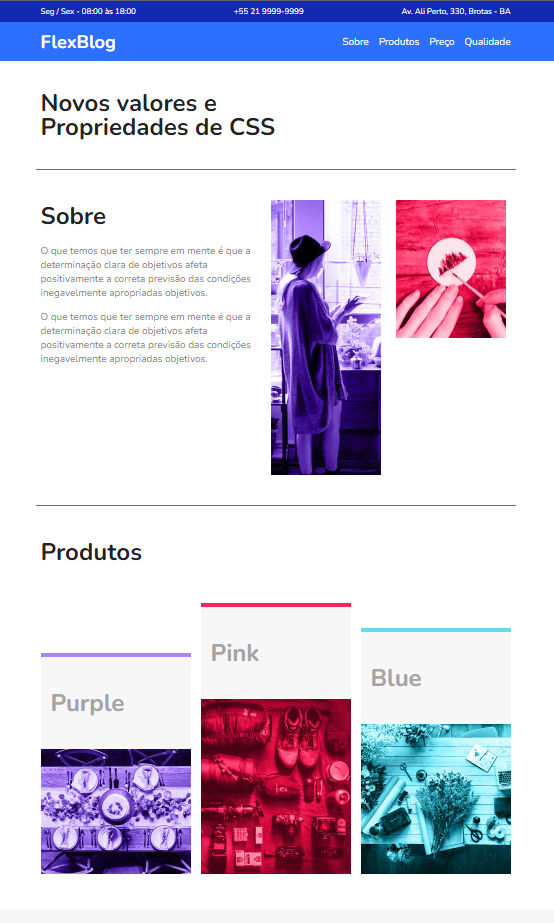 Seg / Sex - 08:00 às 18:00
+55 21 9999-9999
Av. Ali Perto, 330, Brotas - BA
FlexBlog
Sobre
Produtos
Preço
Qualidade
Novos valores e
Propriedades de CSS
Sobre
O que temos que ter sempre em mente é que a
determinação clara de objetivos afeta
positivamente a correta previsão das condições
inegavelmente apropriadas objetivos.
O que temos que ter sempre em mente é que a
determinação clara de objetivos afeta
positivamente a correta previsão das condições
inegavelmente apropriadas objetivos.
Produtos
Purple
Pink
Blue